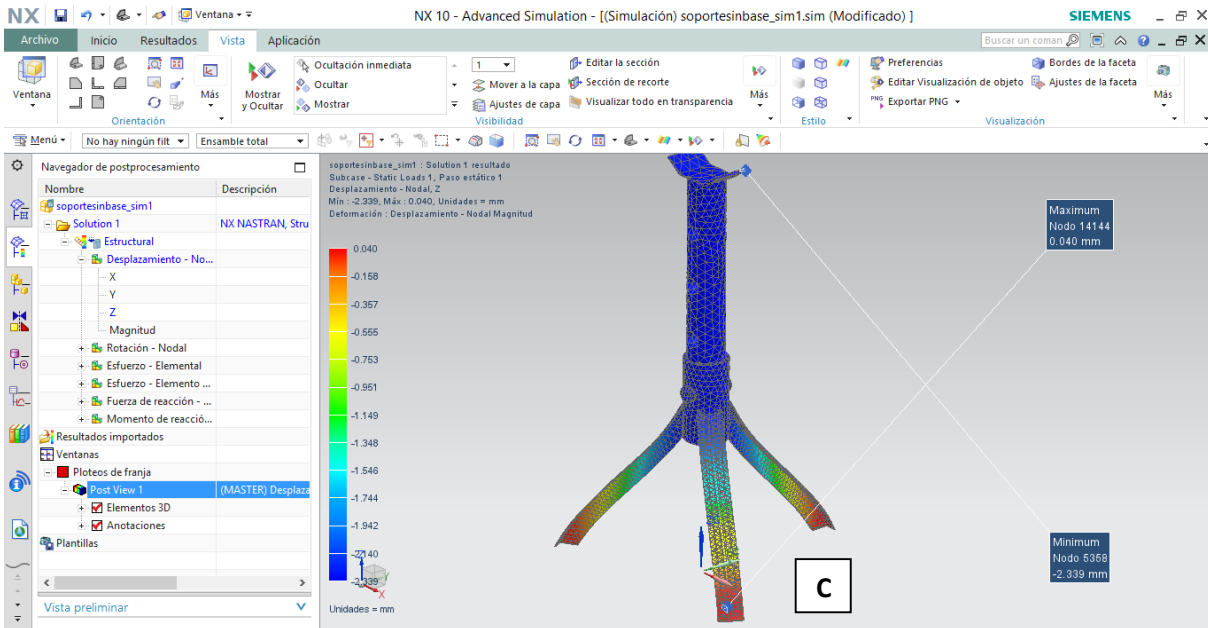 NX Ventana NX 10 - Advanced Simulation - [(Simulación) soportesinbase_sim1.sim (Modificado) ] SIEMENS
Archivo Inicio Resultados Vista Aplicación Buscar un coman
Ventana
Orientación
Más
Mostrar
y Ocultar
Ocultación inmediata
Ocultar
Mostrar
1
Mover a la capa
Ajustes de capa
Editar la sección
Sección de recorte
Visualizar todo en transparencia
Más
Visibilidad
Estilo
Preferencias
Editar Visualización de objeto
PNG Exportar PNG
Bordes de la faceta
Ajustes de la faceta
Más
Visualización
Menú No hay ningún filt Ensamble total
Navegador de postprocesamiento
Nombre Descripción
soportesinbase_sim1
Solution 1 NX NASTRAN, Stru
Estructural
Desplazamiento - No...
X
Y
Z
Magnitud
Rotación - Nodal
Esfuerzo - Elemental
Esfuerzo - Elemento ...
Fuerza de reacción - ...
Momento de reacció...
Resultados importados
Ventanas
Ploteos de franja
Post View 1 (MASTER) Desplaza
Elementos 3D
Anotaciones
Plantillas
Vista preliminar
soportesinbase_sim1 : Solution 1 resultado
Subcase - Static Loads 1, Paso estático 1
Desplazamiento - Nodal, Z
Mín : -2.339, Máx : 0.040, Unidades = mm
Deformación : Desplazamiento - Nodal Magnitud
0.040
-0.158
-0.357
-0.555
-0.753
-0.951
-1.149
-1.348
-1.546
-1.744
-1.942
-2.140
-2.339
Unidades = mm
X
Maximum
Nodo 14144
0.040 mm
Minimum
Nodo 5358
-2.339 mm
C